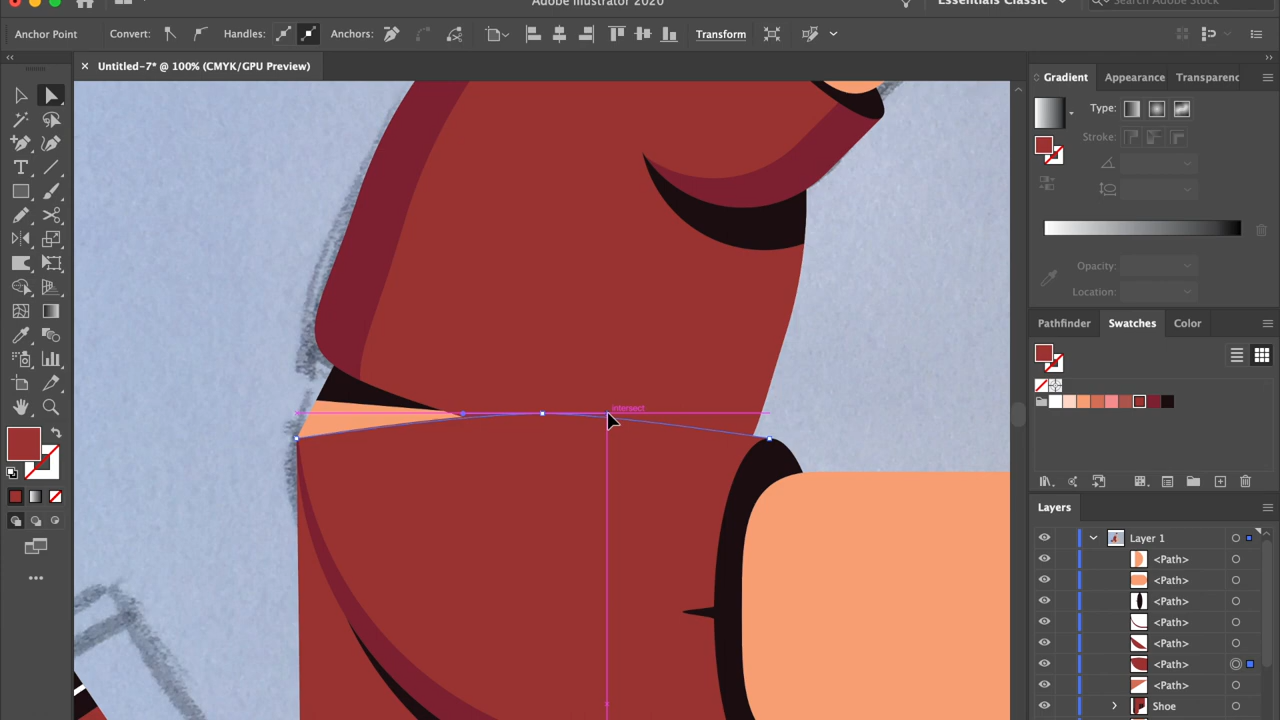 Adobe Illustrator 2020
Essentials Classic
Search Adobe Stock
Anchor Point
Convert:
Handles:
Anchors:
Transform
× Untitled-7* @ 100% (CMYK/GPU Preview)
Gradient
Appearance
Transparenc
Type:
Stroke:
Opacity:
Location:
Pathfinder
Swatches
Color
intersect
Layers
Layer 1
<Path>
<Path>
<Path>
<Path>
<Path>
<Path>
<Path>
Shoe